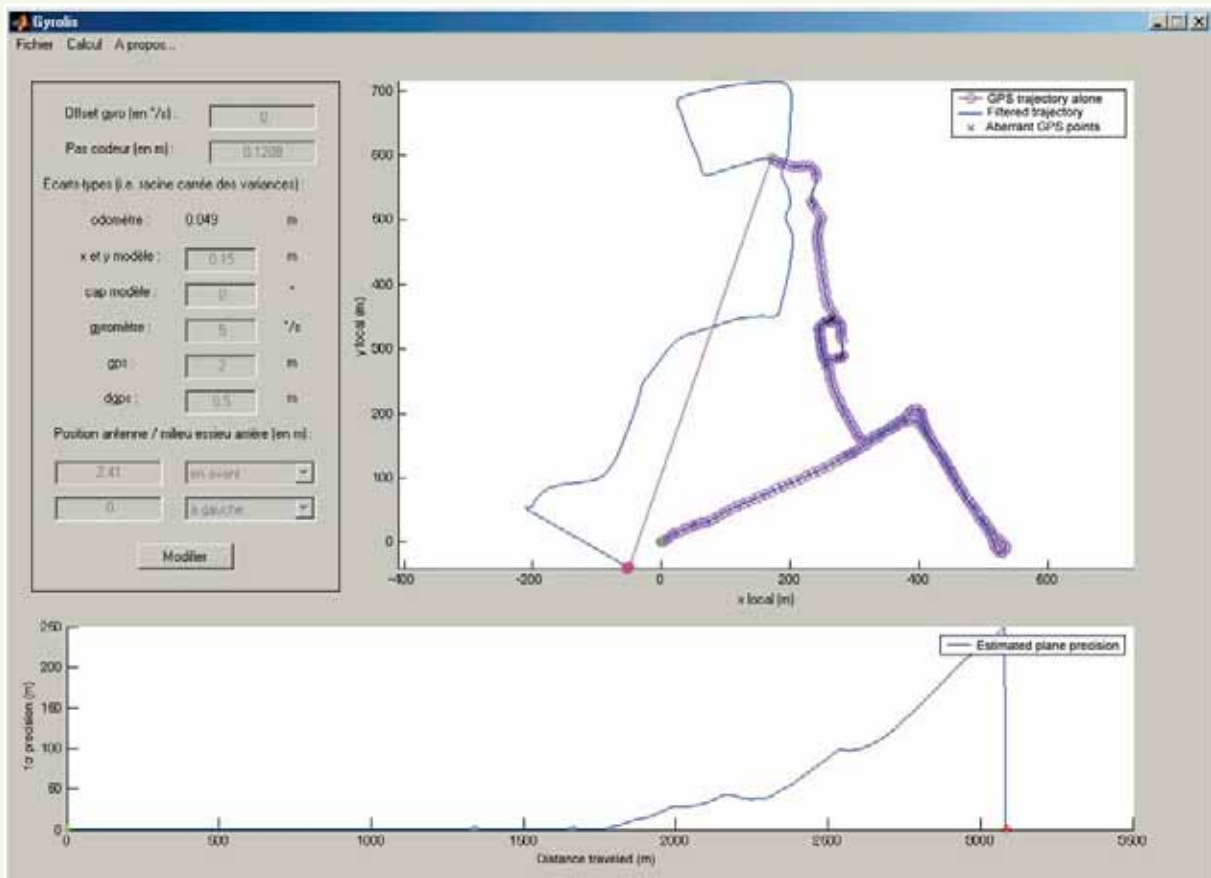 Gyrolis
Fichier Calcul A propos...
Offset gyro (en °/s) : 0
Pas codeur (en m) : 0.1208
Ecarts-types (i.e. racine carrée des variances) :
odomètre : 0.049 m
x et y modèle : 0.15 m
cap modèle : 0 °
gyromètre : 5 °/s
gps : 2 m
dgps : 0.5 m
Position antenne / milieu essieu arrière (en m) :
2.41 en avant
0 à gauche
Modifier
GPS trajectory alone
Filtered trajectory
Aberrant GPS points
y local (m)
700
600
500
400
300
200
100
0
-400 -200 0 200 400 600
x local (m)
Estimated plane precision
1σ precision (m)
250
200
150
100
50
0
0 500 1000 1500 2000 2500 3000 3500
Distance traveled (m)